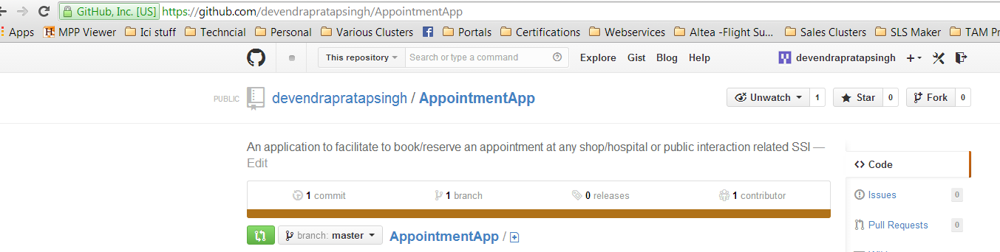 GitHub, Inc. [US] https://github.com/devendrapratapsingh/AppointmentApp
Apps MPP Viewer Ici stuff Techncial Personal Various Clusters Portals Certifications Webservices Altea -Flight Su... Sales Clusters SLS Maker TAM Pr
This repository Search or type a command Explore Gist Blog Help devendrapratapsingh
PUBLIC devendrapratapsingh / AppointmentApp Unwatch 1 Star 0 Fork 0
An application to facilitate to book/reserve an appointment at any shop/hospital or public interaction related SSI —
Edit
Code
1 commit 1 branch 0 releases 1 contributor
Issues 0
Pull Requests 0
branch: master AppointmentApp /